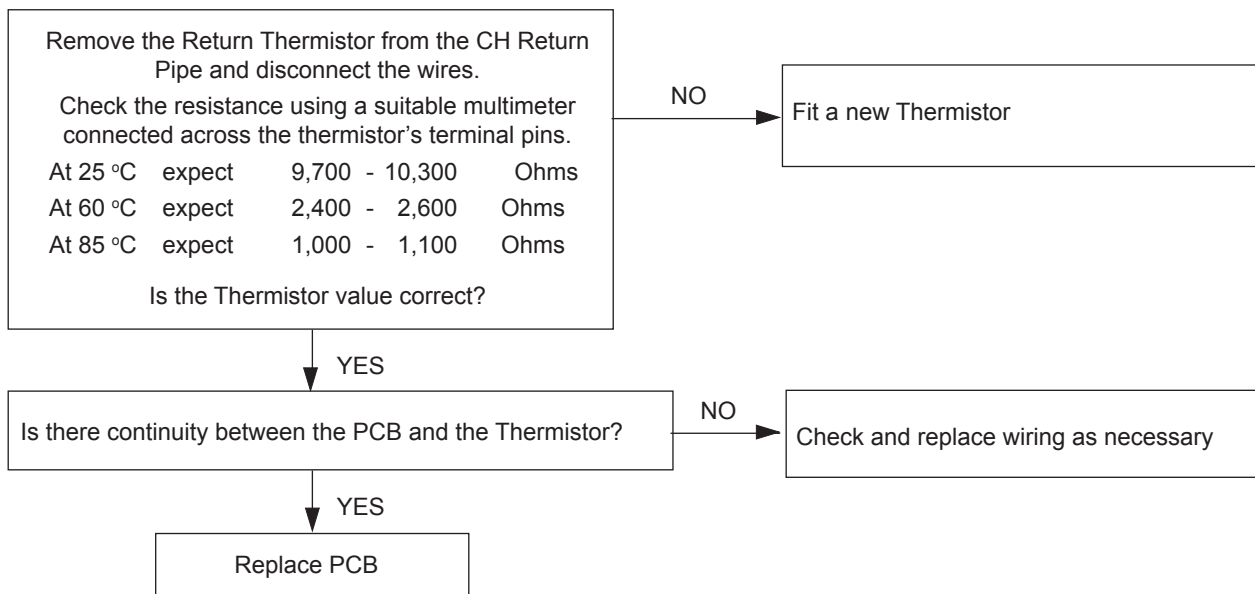 Remove the Return Thermistor from the CH Return
Pipe and disconnect the wires.
Check the resistance using a suitable multimeter
connected across the thermistor's terminal pins.
At 25 °C expect 9,700 - 10,300 Ohms
At 60 °C expect 2,400 - 2,600 Ohms
At 85 °C expect 1,000 - 1,100 Ohms
Is the Thermistor value correct?
NO
Fit a new Thermistor
YES
Is there continuity between the PCB and the Thermistor?
NO
Check and replace wiring as necessary
YES
Replace PCB